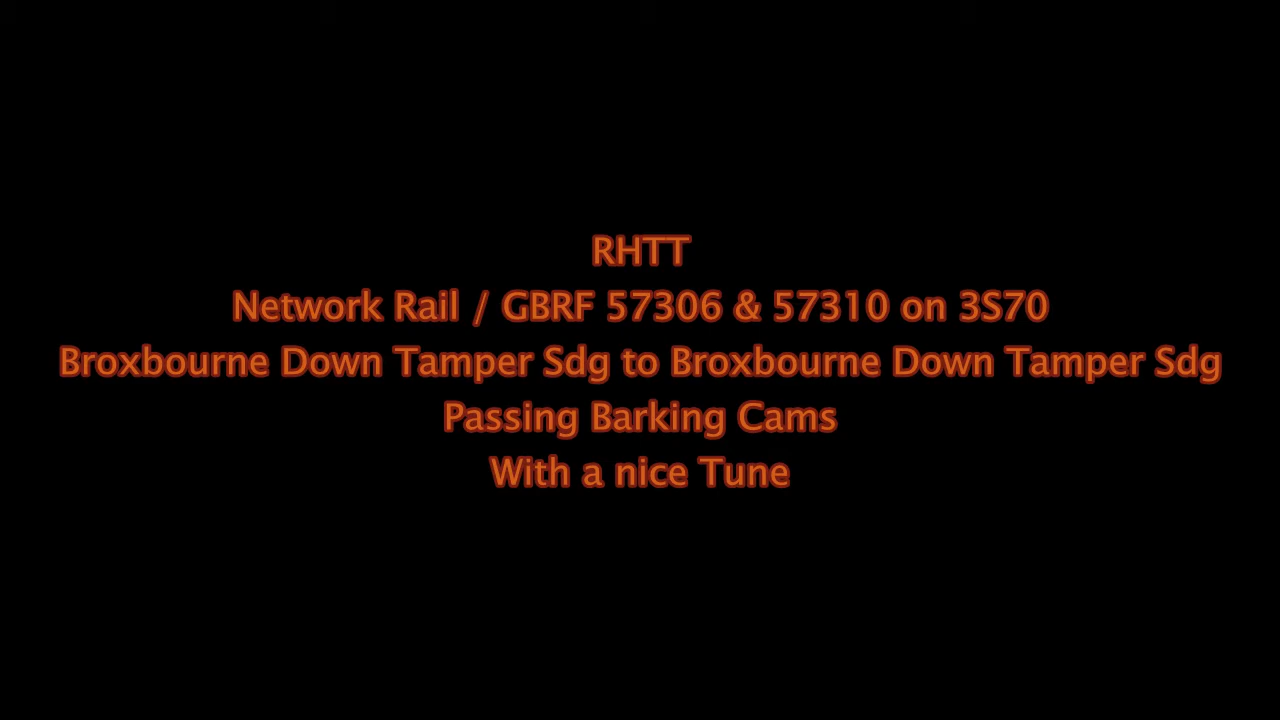 RHTT
Network Rail / GBRF 57306 & 57310 on 3S70
Broxbourne Down Tamper Sdg to Broxbourne Down Tamper Sdg
Passing Barking Cams
With a nice Tune